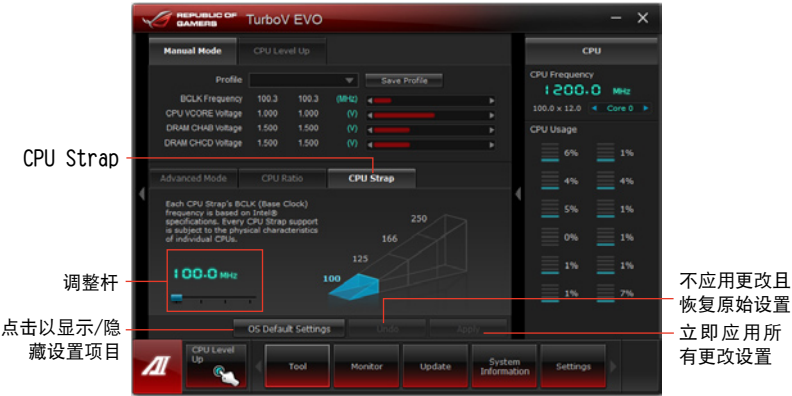 REPUBLIC OF GAMERS TurboV EVO
Manual Mode CPU Level Up
Profile Save Profile
BCLK Frequency 100.3 100.3 (MHz)
CPU VCORE Voltage 1.000 1.000 (V)
DRAM CHAB Voltage 1.500 1.500 (V)
DRAM CHCD Voltage 1.500 1.500 (V)
CPU Strap
Advanced Mode CPU Ratio CPU Strap
Each CPU Strap's BCLK (Base Clock)
frequency is based on Intel®
specifications. Every CPU Strap support
is subject to the physical characteristics
of individual CPUs.
250
166
125
100
调整杆
100.0 MHz
点击以显示/隐
藏设置项目
OS Default Settings Undo Apply
CPU
CPU Frequency
1200.0 MHz
100.0 x 12.0 Core 0
CPU Usage
6% 1%
4% 4%
5% 1%
0% 1%
1% 1%
1% 7%
不应用更改且
恢复原始设置
立即应用所
有更改设置
AI
CPU Level
Up
Tool Monitor Update System
Information Settings